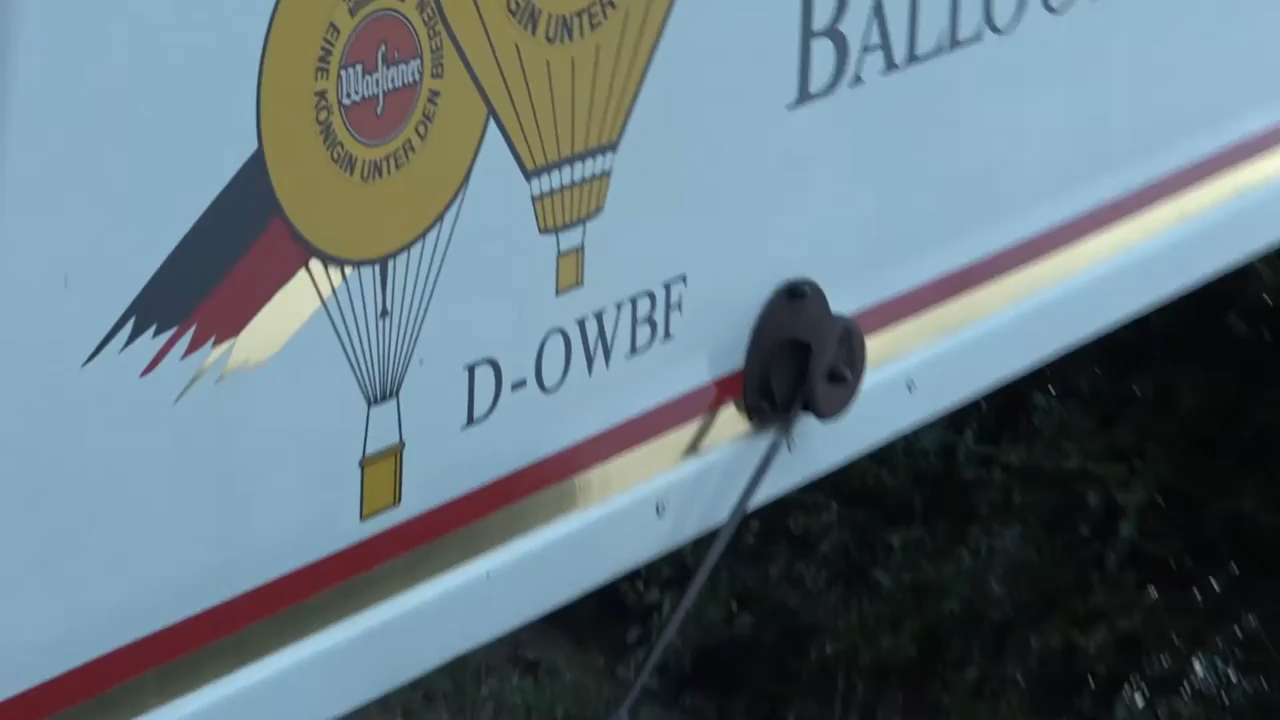 EINE KÖNIGIN UNTER DEN BIEREN
Warsteiner
GIN UNTER
BALLO
D-OWBF